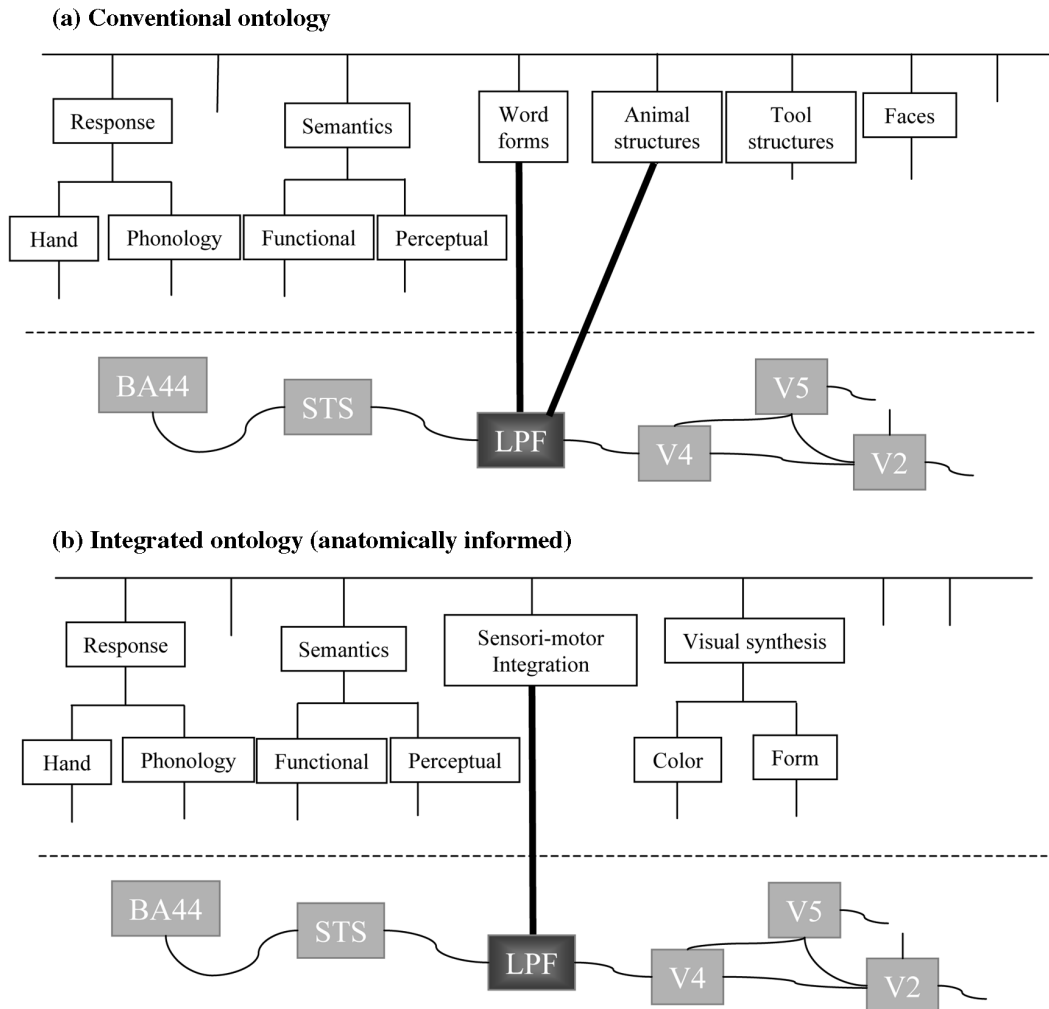 (a) Conventional ontology
Response
Semantics
Word
forms
Animal
structures
Tool
structures
Faces
Hand
Phonology
Functional
Perceptual
BA44
STS
LPF
V4
V5
V2
(b) Integrated ontology (anatomically informed)
Response
Semantics
Sensori-motor
Integration
Visual synthesis
Hand
Phonology
Functional
Perceptual
Color
Form
BA44
STS
LPF
V4
V5
V2